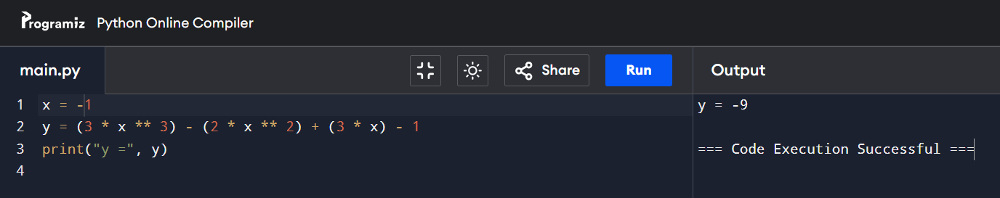 Programiz Python Online Compiler
main.py
Share
Run
Output
1 x = -1
2 y = (3 * x ** 3) - (2 * x ** 2) + (3 * x) - 1
3 print("y =", y)
4
y = -9
=== Code Execution Successful ===